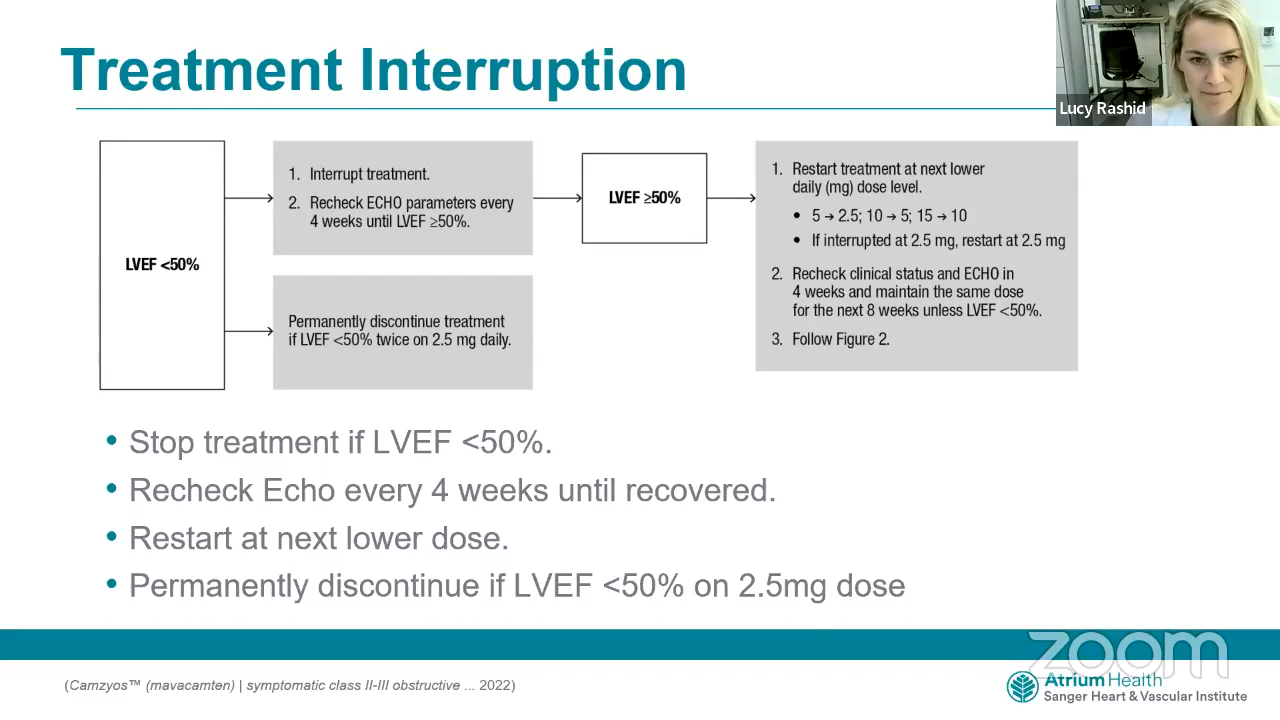 Treatment Interruption
Lucy Rashid
LVEF <50%
1. Interrupt treatment.
2. Recheck ECHO parameters every
4 weeks until LVEF ≥50%.
Permanently discontinue treatment
if LVEF <50% twice on 2.5 mg daily.
LVEF ≥50%
1. Restart treatment at next lower
daily (mg) dose level.
• 5 → 2.5; 10 → 5; 15 → 10
• If interrupted at 2.5 mg, restart at 2.5 mg
2. Recheck clinical status and ECHO in
4 weeks and maintain the same dose
for the next 8 weeks unless LVEF <50%.
3. Follow Figure 2.
• Stop treatment if LVEF <50%.
• Recheck Echo every 4 weeks until recovered.
• Restart at next lower dose.
• Permanently discontinue if LVEF <50% on 2.5mg dose
zoom
(Camzyos™ (mavacamten) | symptomatic class II-III obstructive ... 2022)
Atrium Health
Sanger Heart & Vascular Institute